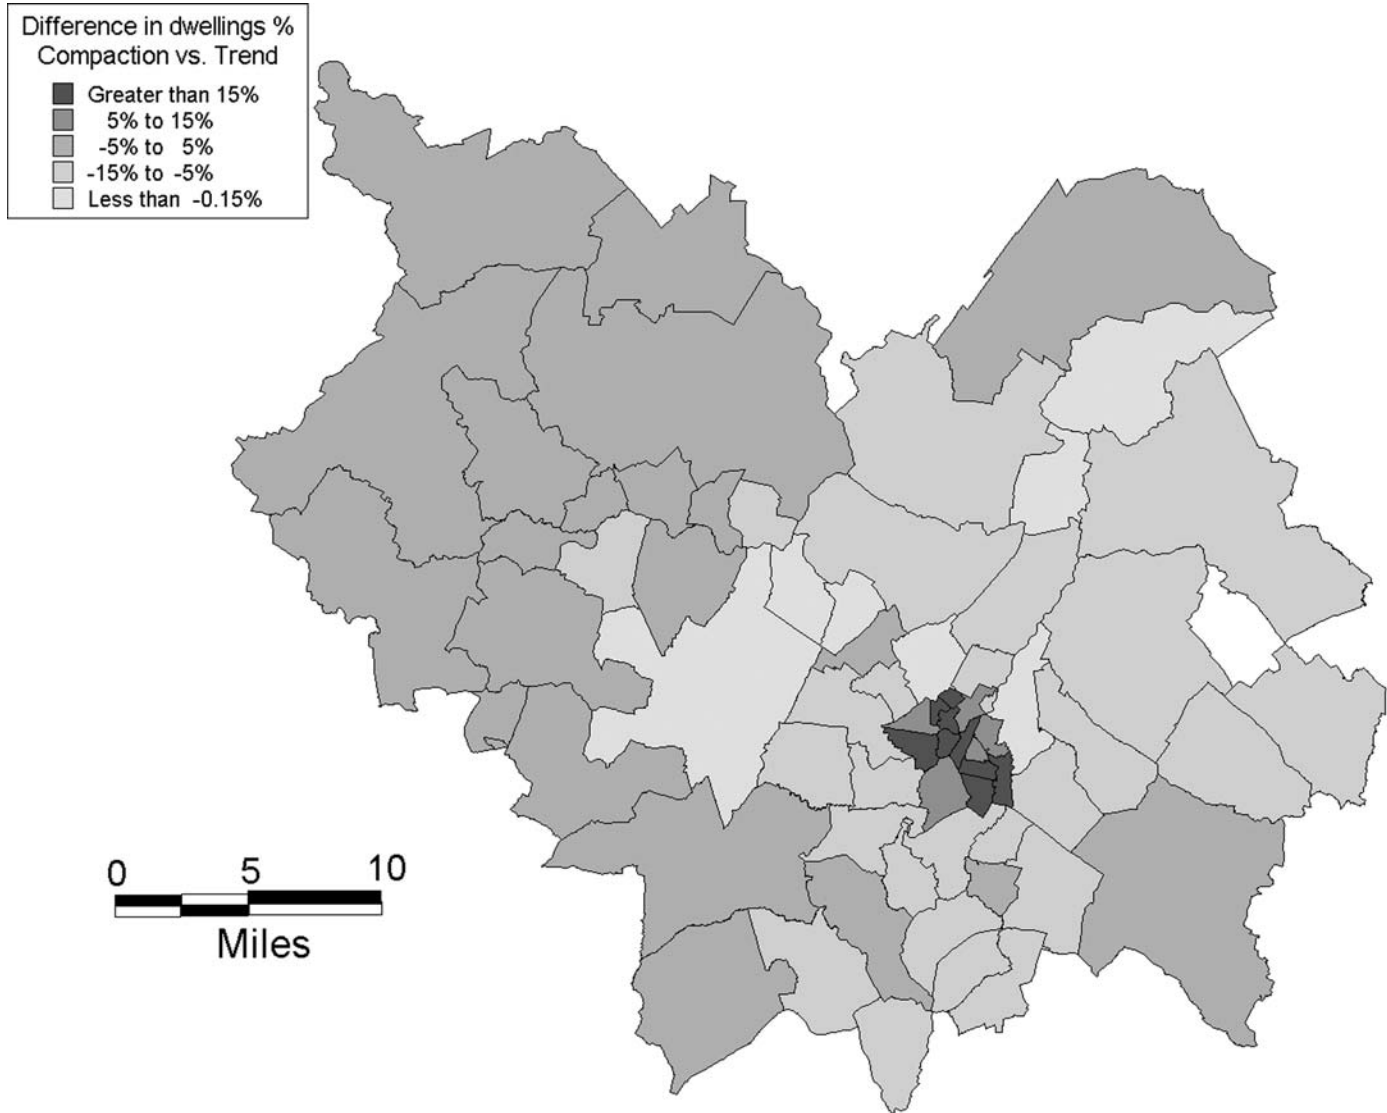 Difference in dwellings %
Compaction vs. Trend
Greater than 15%
5% to 15%
-5% to 5%
-15% to -5%
Less than -0.15%
0 5 10
Miles